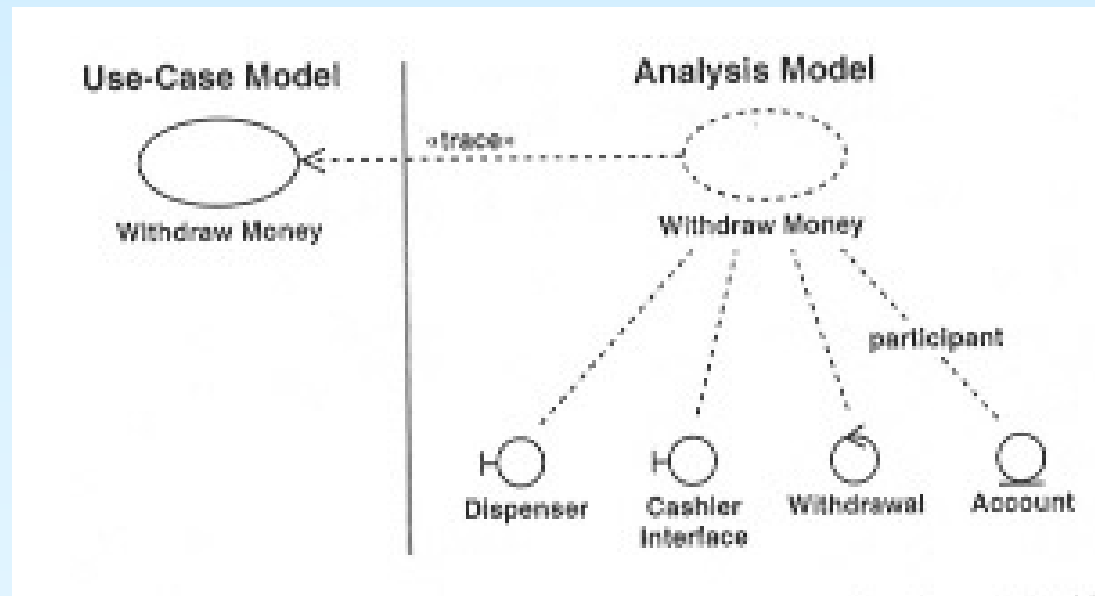 Use-Case Model
Analysis Model
«trace»
Withdraw Money
Withdraw Money
participant
Dispenser
Cashier
interface
Withdrawal
Account